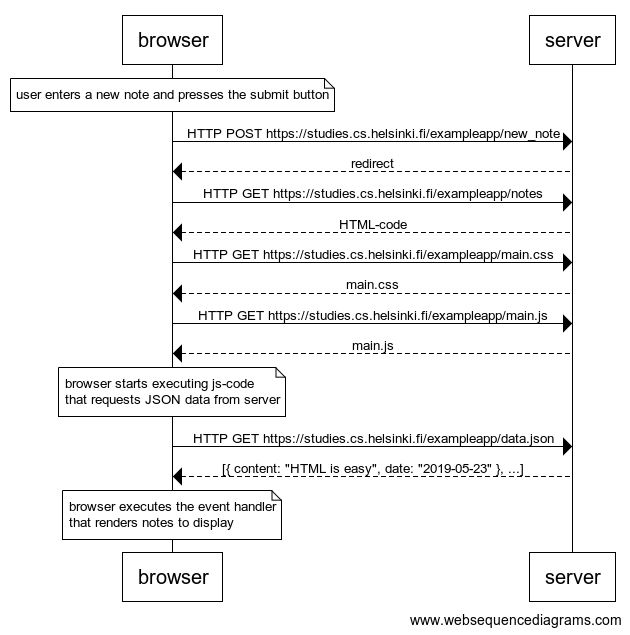 browser
server
user enters a new note and presses the submit button
HTTP POST https://studies.cs.helsinki.fi/exampleapp/new_note
redirect
HTTP GET https://studies.cs.helsinki.fi/exampleapp/notes
HTML-code
HTTP GET https://studies.cs.helsinki.fi/exampleapp/main.css
main.css
HTTP GET https://studies.cs.helsinki.fi/exampleapp/main.js
main.js
browser starts executing js-code
that requests JSON data from server
HTTP GET https://studies.cs.helsinki.fi/exampleapp/data.json
[{ content: "HTML is easy", date: "2019-05-23" }, ...]
browser executes the event handler
that renders notes to display
browser
server
www.websequencediagrams.com